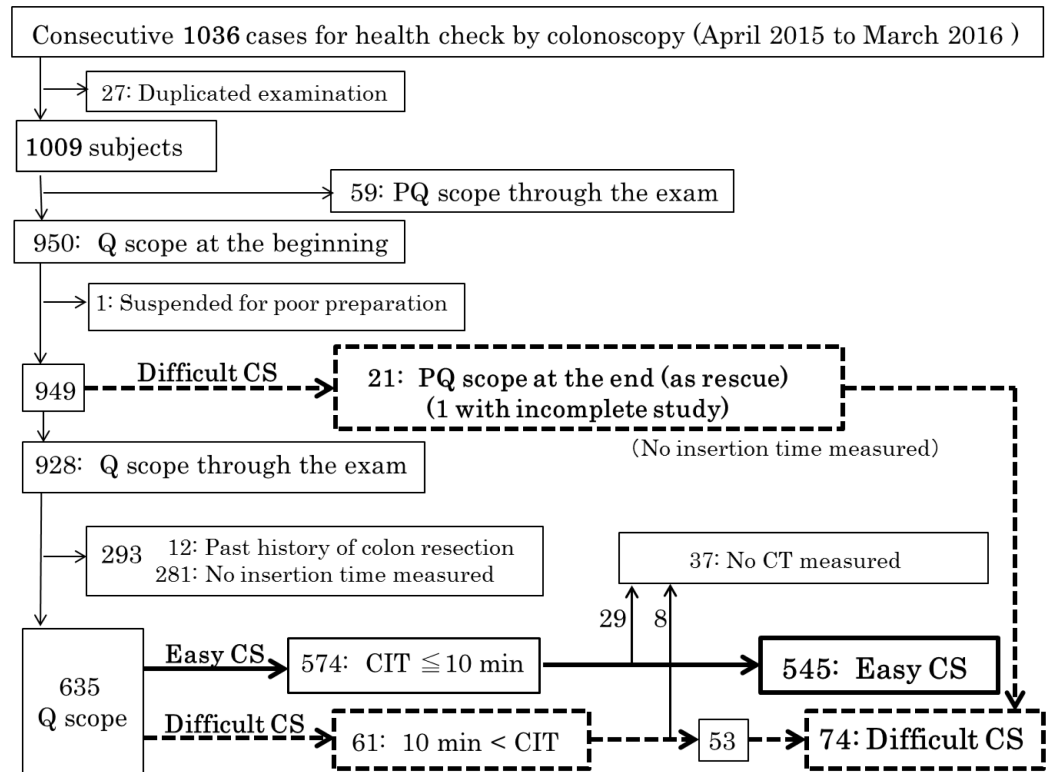 Consecutive 1036 cases for health check by colonoscopy (April 2015 to March 2016 )
27: Duplicated examination
1009 subjects
59: PQ scope through the exam
950: Q scope at the beginning
1: Suspended for poor preparation
949
Difficult CS
21: PQ scope at the end (as rescue)
(1 with incomplete study)
(No insertion time measured)
928: Q scope through the exam
293
12: Past history of colon resection
281: No insertion time measured
37: No CT measured
29
8
635
Q scope
Easy CS
574: CIT ≦10 min
545: Easy CS
Difficult CS
61: 10 min < CIT
53
74: Difficult CS